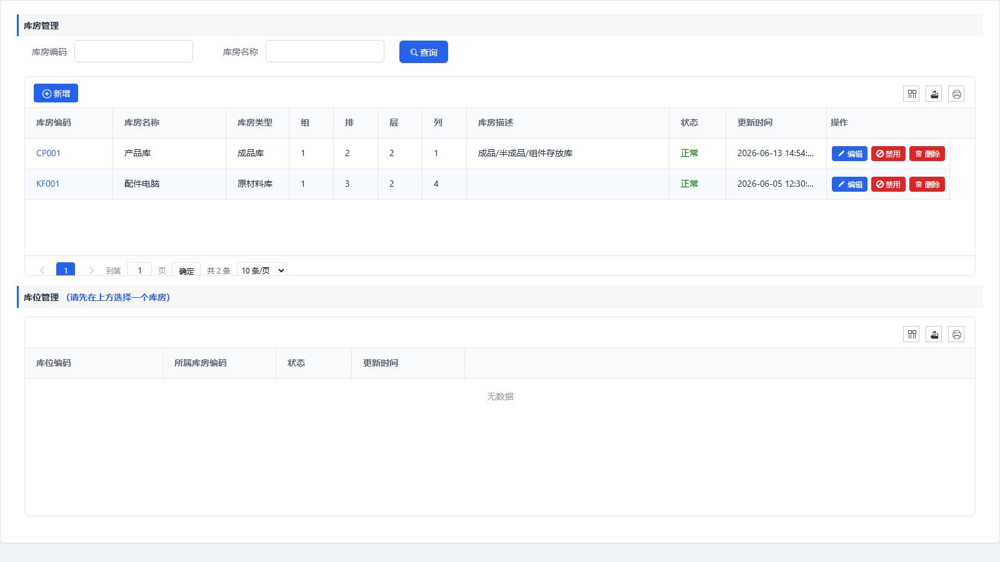 库房管理
库房编码 库房名称 查询
新增
库房编码 库房名称 库房类型 组 排 层 列 库房描述 状态 更新时间 操作
CP001 产品库 成品库 1 2 2 1 成品/半成品/组件存放库 正常 2026-06-13 14:54:... 编辑 禁用 删除
KF001 配件电脑 原材料库 1 3 2 4 正常 2026-06-05 12:30:... 编辑 禁用 删除
1 到第 1 页 确定 共 2 条 10 条/页
库位管理 （请先在上方选择一个库房）
库位编码 所属库房编码 状态 更新时间
无数据